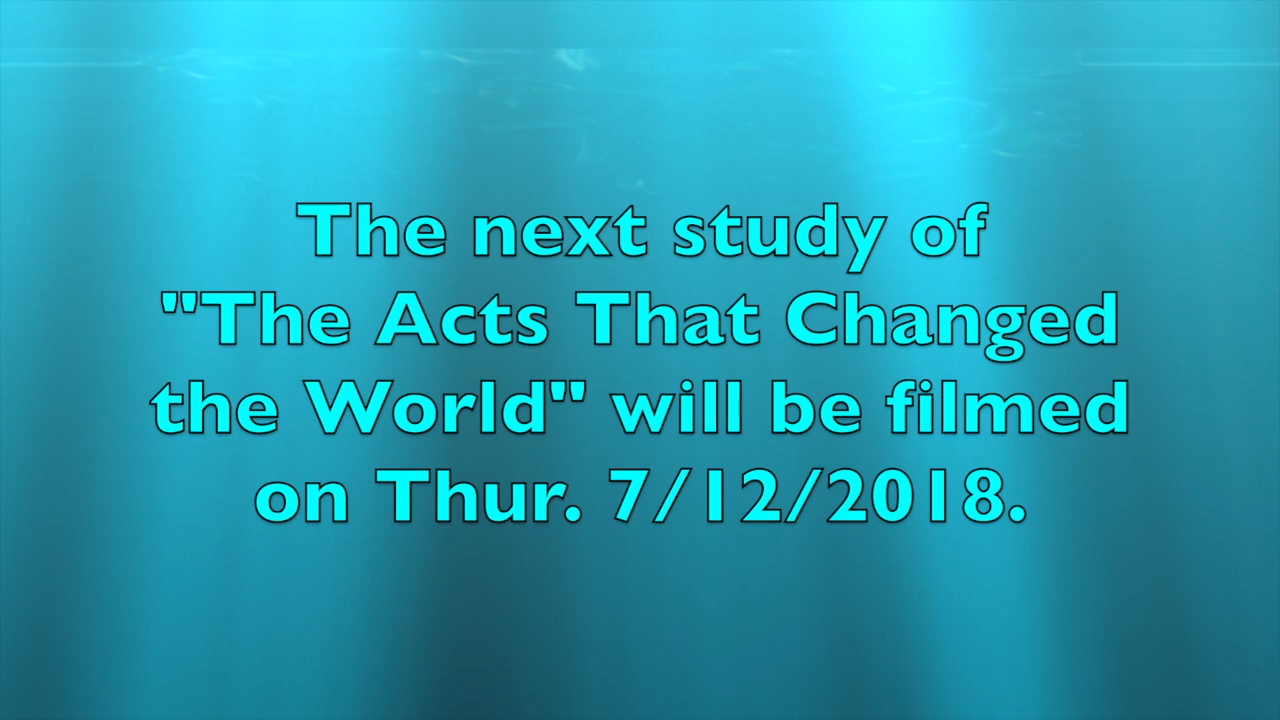 The next study of
"The Acts That Changed
the World" will be filmed
on Thur. 7/12/2018.